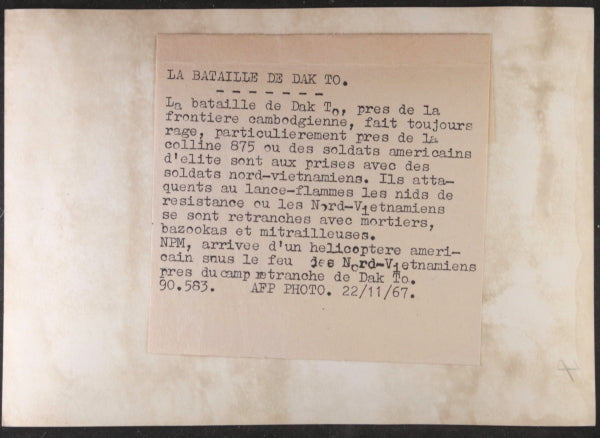 LA BATAILLE DE DAK TO.
- - - - - - -
La bataille de Dak To, pres de la
frontiere cambodgienne, fait toujours
rage, particulierement pres de la
colline 875 ou des soldats americains
d'elite sont aux prises avec des
soldats nord-vietnamiens. Ils atta-
quents au lance-flammes les nids de
resistance ou les Nord-Vietnamiens
se sont retranches avec mortiers,
bazookas et mitrailleuses.
NPM, arrivee d'un helicoptere ameri-
cain sous le feu des Nord-Vietnamiens
pres du camp retranche de Dak To.
90.583. AFP PHOTO. 22/11/67.